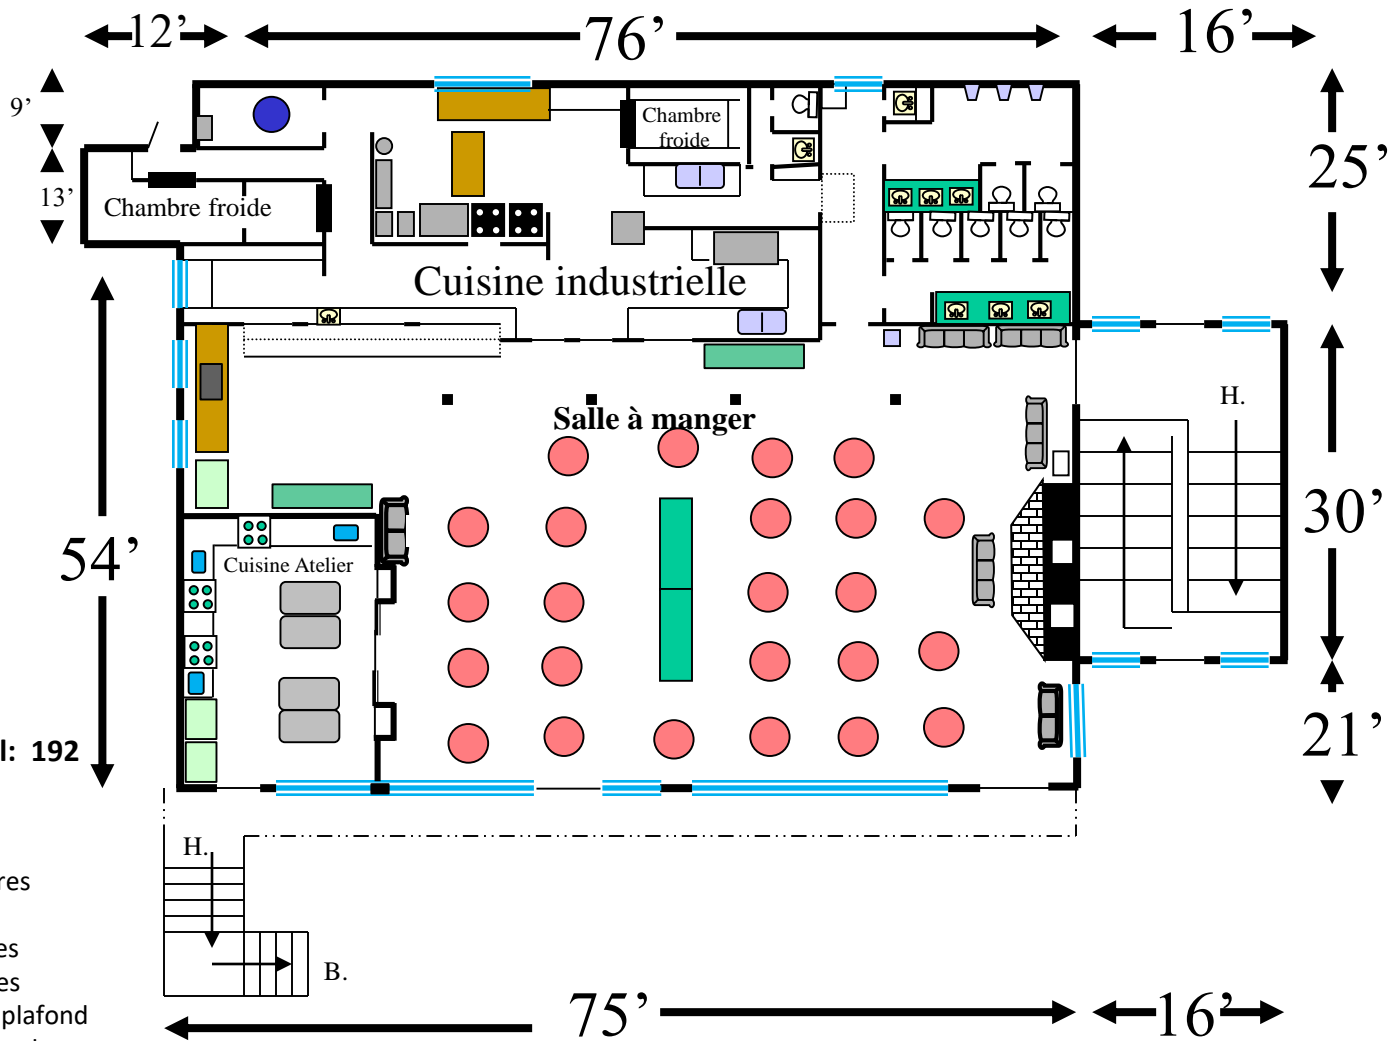 12’
76’
16’
9’
13’
25’
Chambre
froide
Chambre froide
Cuisine industrielle
Salle à manger
H.
54’
30’
Cuisine Atelier
21’
l: 192
H.
res
es
B.
es
plafond
75’
16’